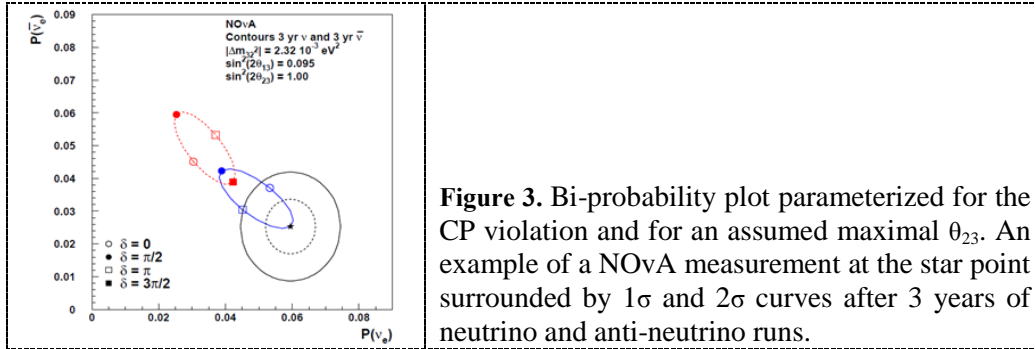 P(ν̄ₑ)
0.09
0.08
0.07
0.06
0.05
0.04
0.03
0.02
0.01
0
NOνA
Contours 3 yr ν and 3 yr ν̄
|Δm₃₂²| = 2.32 10⁻³ eV²
sin²(2θ₁₃) = 0.095
sin²(2θ₂₃) = 1.00
○ δ = 0
● δ = π/2
□ δ = π
■ δ = 3π/2
0 0.02 0.04 0.06 0.08
P(νₑ)
Figure 3. Bi-probability plot parameterized for the
CP violation and for an assumed maximal θ₂₃. An
example of a NOvA measurement at the star point
surrounded by 1σ and 2σ curves after 3 years of
neutrino and anti-neutrino runs.